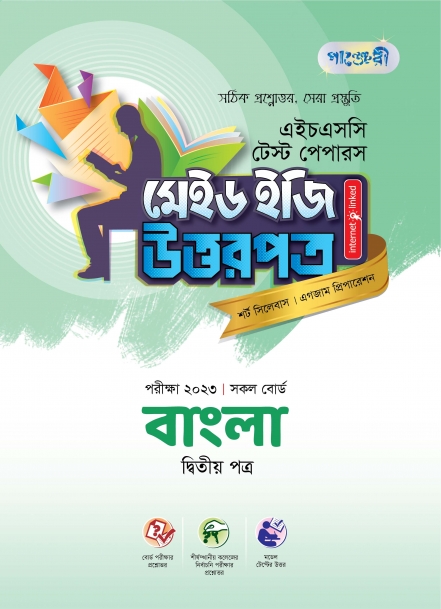 পাঞ্জেরী
সঠিক প্রশ্নোত্তর, সেরা প্রস্তুতি
এইচএসসি
টেস্ট পেপারস
মেইড ইজি
উত্তরপত্র
internet linked
শর্ট সিলেবাস | এগজাম প্রিপারেশন
পরীক্ষা ২০২৩ | সকল বোর্ড
বাংলা
দ্বিতীয় পত্র
বোর্ড পরীক্ষার
প্রশ্নোত্তর
শীর্ষস্থানীয় কলেজের
নির্বাচনি পরীক্ষার
প্রশ্নোত্তর
মডেল
টেস্টের উত্তর